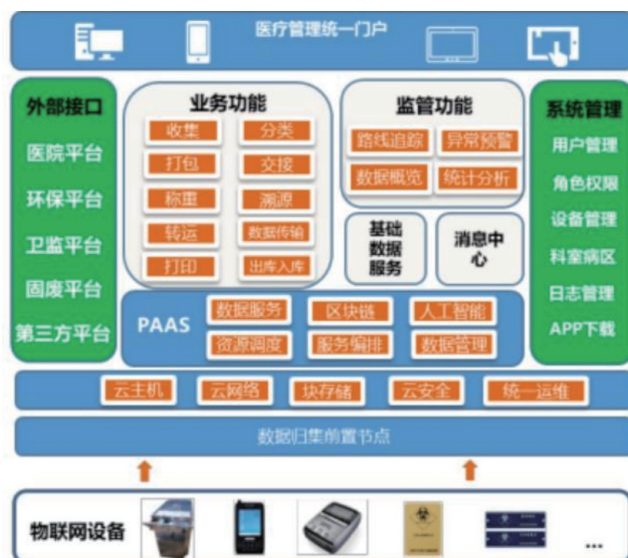 医疗管理统一门户
外部接口
医院平台
环保平台
卫监平台
固废平台
第三方平台
业务功能
收集
分类
打包
交接
称重
溯源
转运
数据传输
打印
出库入库
监管功能
路线追踪
异常预警
数据概览
统计分析
基础
数据
服务
消息中
心
系统管理
用户管理
角色权限
设备管理
科室病区
日志管理
APP下载
PAAS
数据服务
区块链
人工智能
资源调度
服务编排
数据管理
云主机
云网络
块存储
云安全
统一运维
数据归集前置节点
物联网设备
...